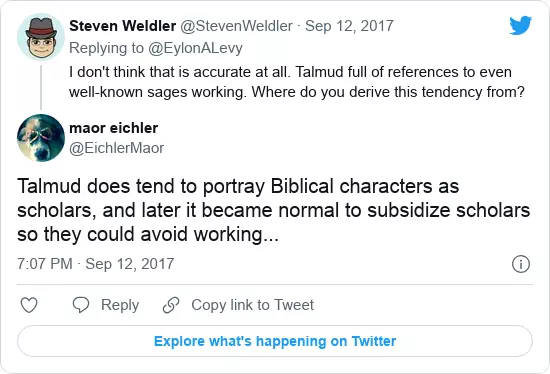 Steven Weldler @StevenWeldler · Sep 12, 2017
Replying to @EylonALevy
I don't think that is accurate at all. Talmud full of references to even
well-known sages working. Where do you derive this tendency from?
maor eichler
@EichlerMaor
Talmud does tend to portray Biblical characters as
scholars, and later it became normal to subsidize scholars
so they could avoid working...
7:07 PM · Sep 12, 2017
Reply
Copy link to Tweet
Explore what's happening on Twitter